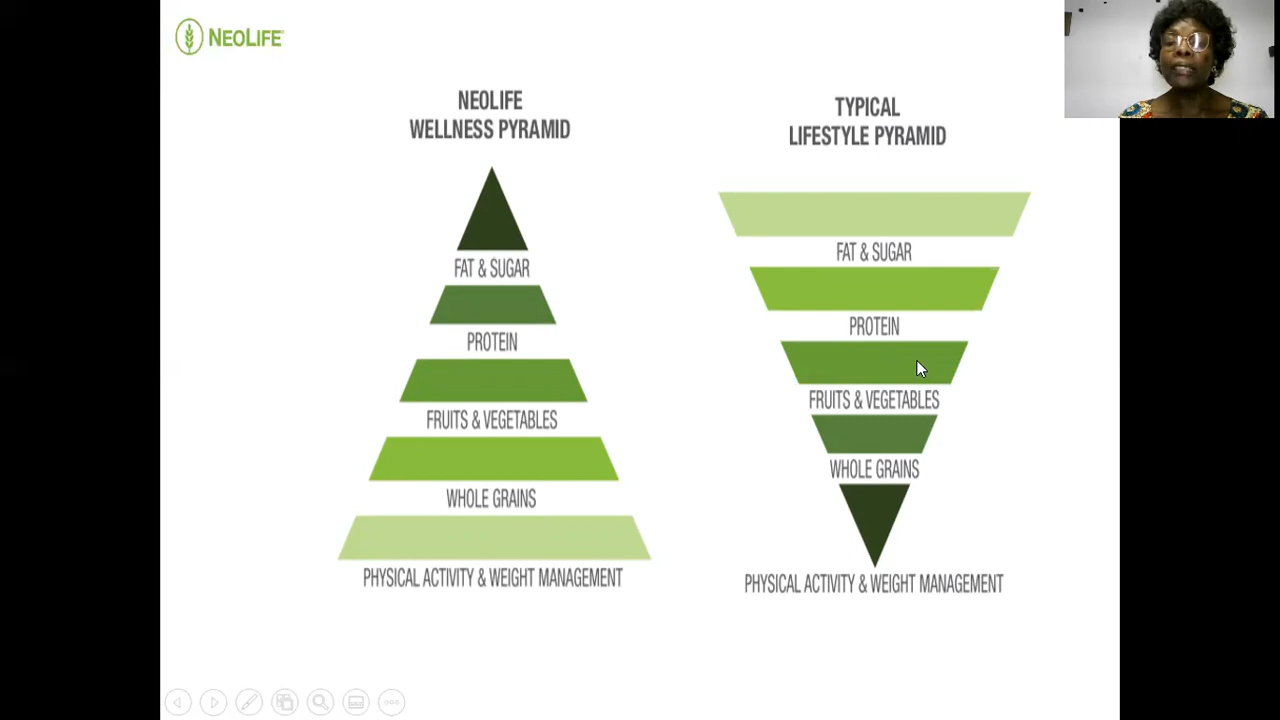 NEOLIFE
NEOLIFE
WELLNESS PYRAMID
FAT & SUGAR
PROTEIN
FRUITS & VEGETABLES
WHOLE GRAINS
PHYSICAL ACTIVITY & WEIGHT MANAGEMENT
TYPICAL
LIFESTYLE PYRAMID
FAT & SUGAR
PROTEIN
FRUITS & VEGETABLES
WHOLE GRAINS
PHYSICAL ACTIVITY & WEIGHT MANAGEMENT